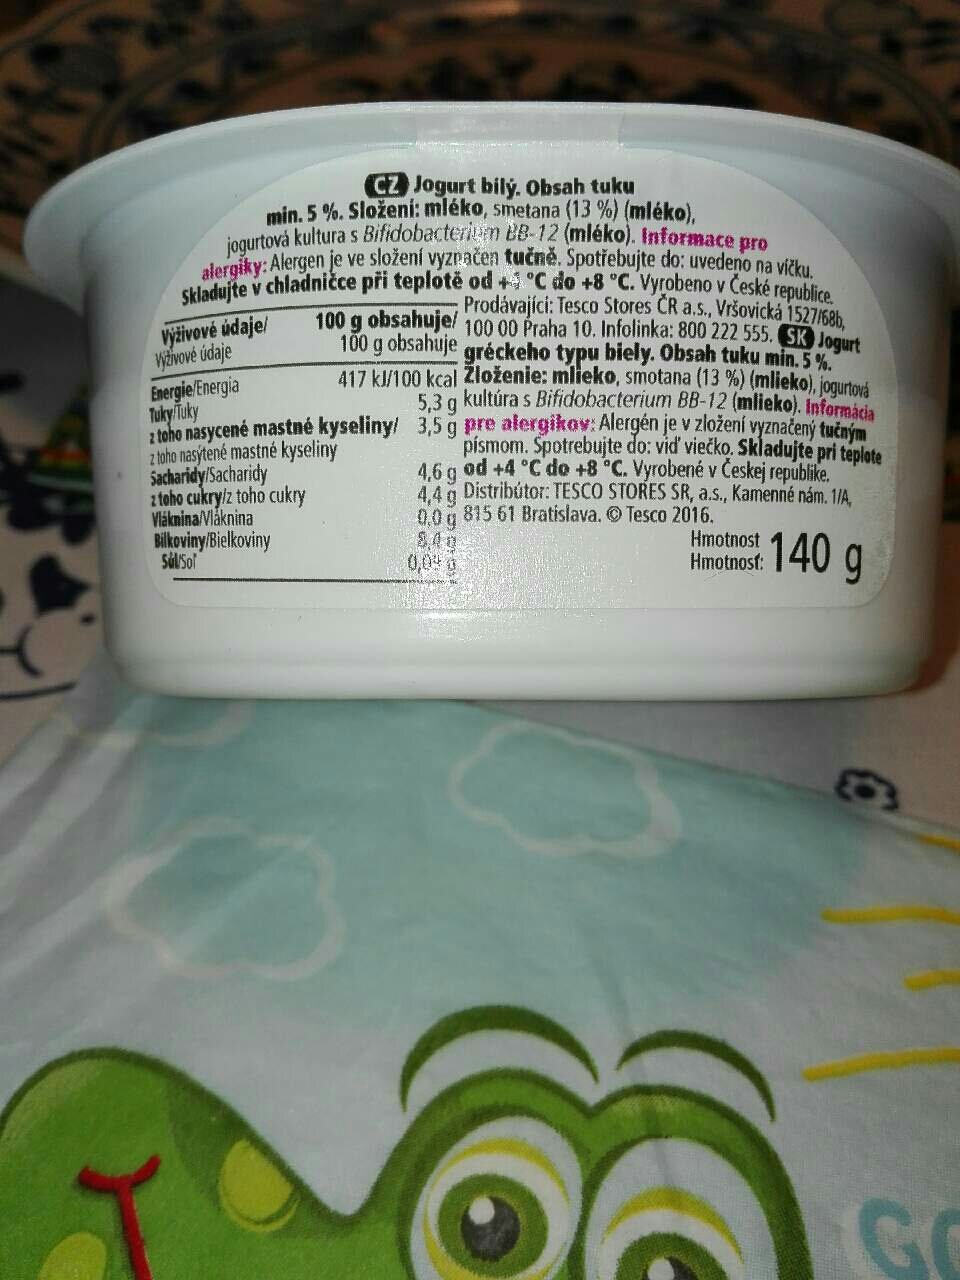 CZ Jogurt bílý. Obsah tuku
min. 5 %. Složení: mléko, smetana (13 %) (mléko),
jogurtová kultura s Bifidobacterium BB-12 (mléko). Informace pro
alergiky: Alergen je ve složení vyznačen tučně. Spotřebujte do: uvedeno na víčku.
Skladujte v chladničce při teplotě od +4 °C do +8 °C. Vyrobeno v České republice.
Prodávající: Tesco Stores ČR a.s., Vršovická 1527/68b,
100 00 Praha 10. Infolinka: 800 222 555. SK Jogurt
gréckeho typu biely. Obsah tuku min. 5 %.
Zloženie: mlieko, smotana (13 %) (mlieko), jogurtová
kultúra s Bifidobacterium BB-12 (mlieko). Informácia
pre alergikov: Alergén je v zložení vyznačený tučným
písmom. Spotrebujte do: viď viečko. Skladujte pri teplote
od +4 °C do +8 °C. Vyrobené v Českej republike.
Distribútor: TESCO STORES SR, a.s., Kamenné nám. 1/A,
815 61 Bratislava. © Tesco 2016.
Výživové údaje/ 100 g obsahuje/
Výživové údaje 100 g obsahuje
Energie/Energia 417 kJ/100 kcal
Tuky/Tuky 5,3 g
z toho nasycené mastné kyseliny/ 3,5 g
z toho nasýtené mastné kyseliny
Sacharidy/Sacharidy 4,6 g
z toho cukry/z toho cukry 4,4 g
Vláknina/Vláknina 0,0 g
Bílkoviny/Bielkoviny
Sůl/Soľ
Hmotnost
Hmotnosť: 140 g